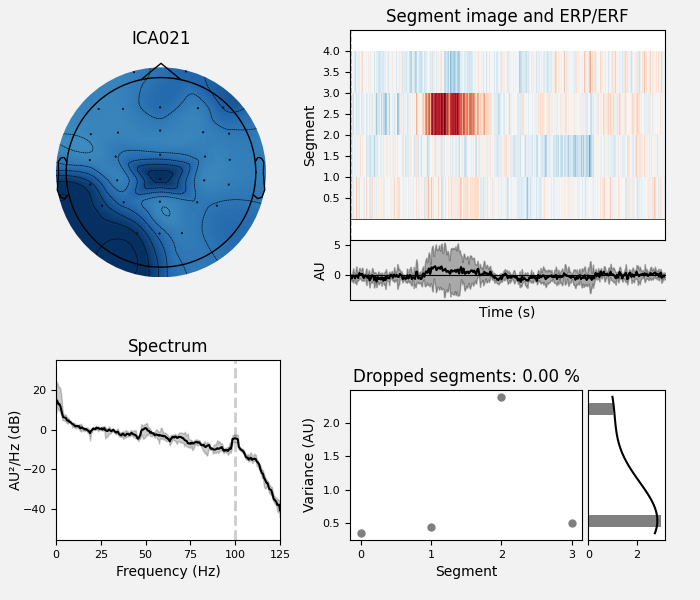 ICA021
Segment image and ERP/ERF
Segment
4.0
3.5
3.0
2.5
2.0
1.5
1.0
0.5
AU
5
0
Time (s)
Spectrum
AU²/Hz (dB)
20
0
−20
−40
0 25 50 75 100 125
Frequency (Hz)
Dropped segments: 0.00 %
Variance (AU)
2.0
1.5
1.0
0.5
0 1 2 3
Segment
0 2